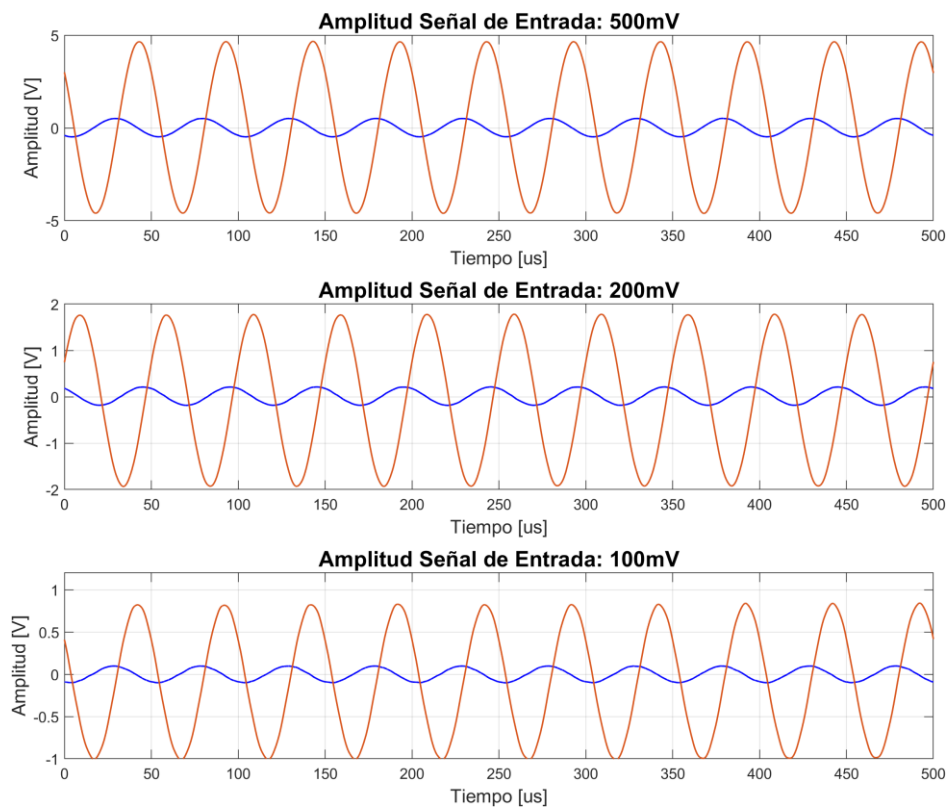 Amplitud Señal de Entrada: 500mV
5
0
-5
Amplitud [V]
0 50 100 150 200 250 300 350 400 450 500
Tiempo [us]
Amplitud Señal de Entrada: 200mV
2
1
0
-1
-2
Amplitud [V]
0 50 100 150 200 250 300 350 400 450 500
Tiempo [us]
Amplitud Señal de Entrada: 100mV
1
0.5
0
-0.5
-1
Amplitud [V]
0 50 100 150 200 250 300 350 400 450 500
Tiempo [us]